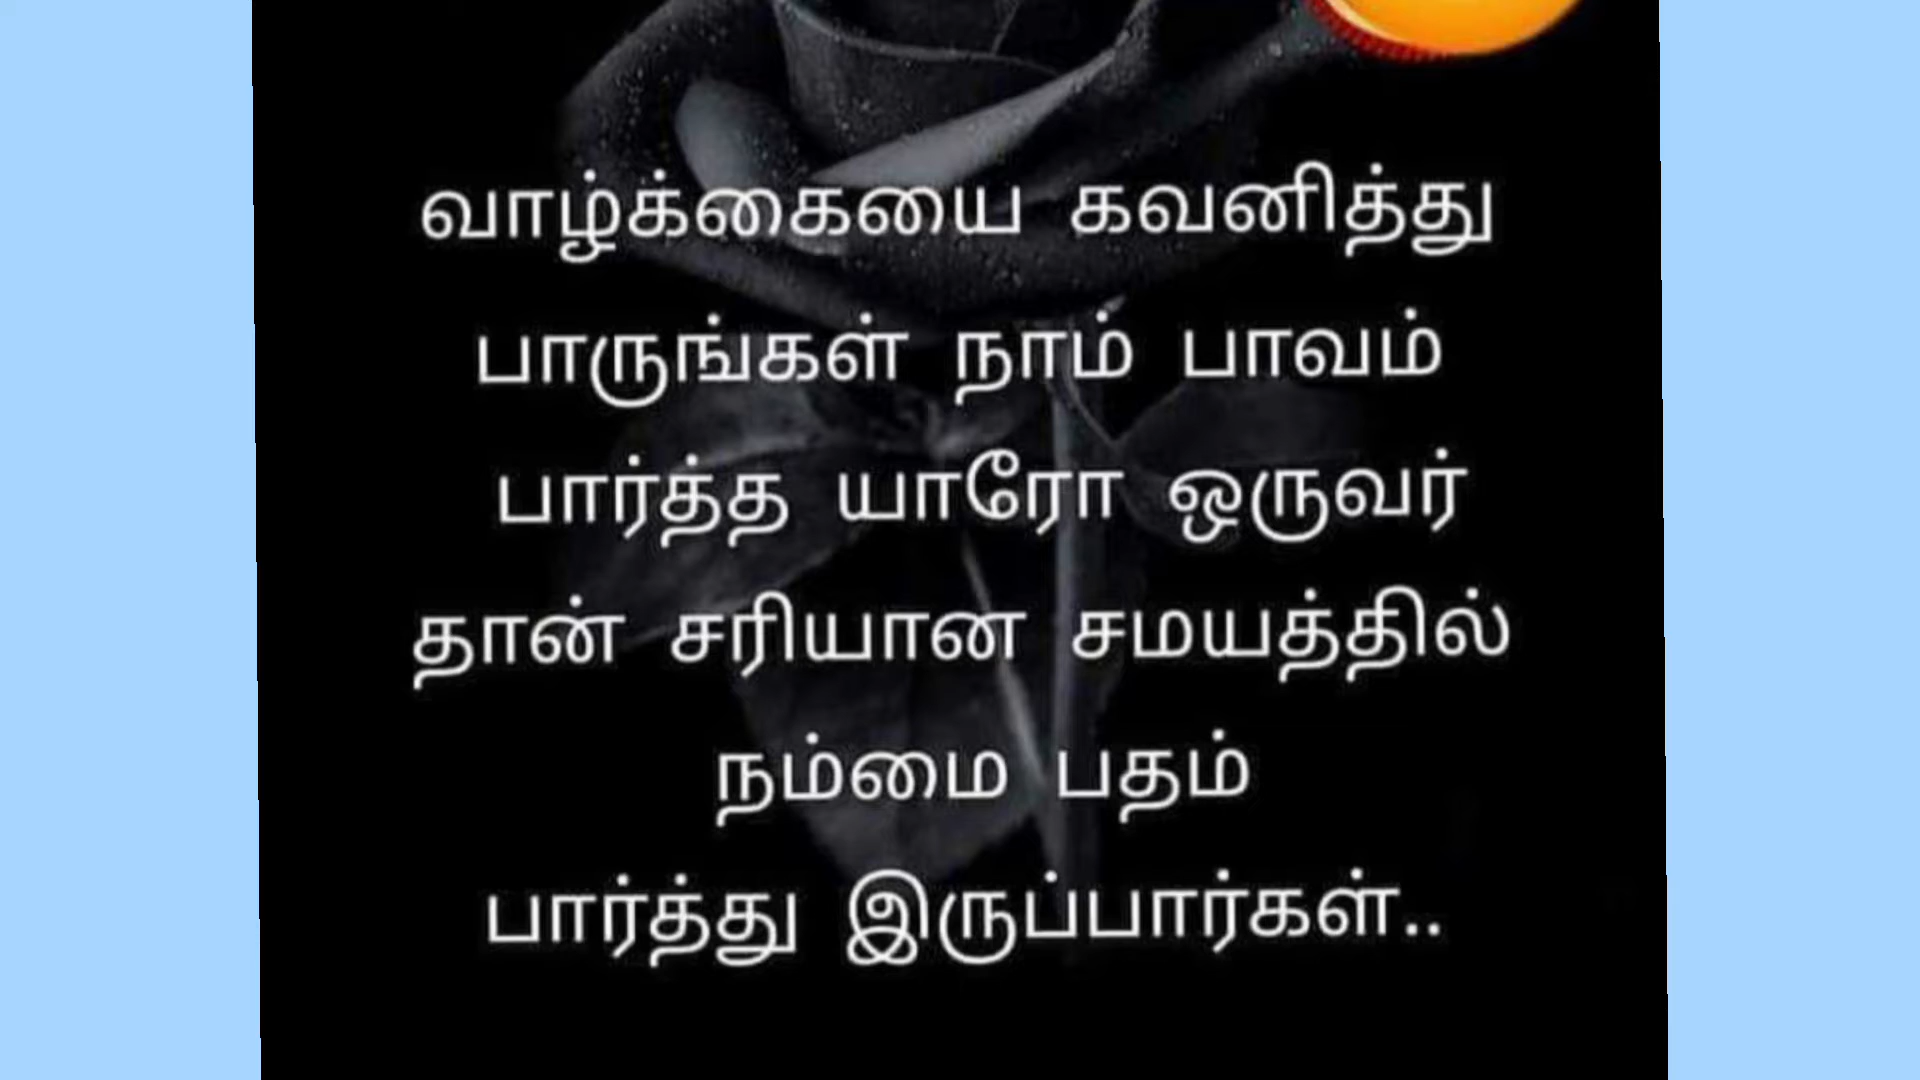 வாழ்க்கையை கவனித்து
பாருங்கள் நாம் பாவம்
பார்த்த யாரோ ஒருவர்
தான் சரியான சமயத்தில்
நம்மை பதம்
பார்த்து இருப்பார்கள்..